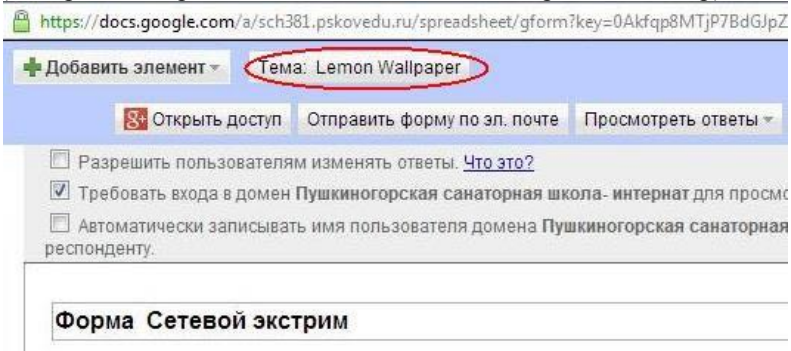 https://docs.google.com/a/sch381.pskovedu.ru/spreadsheet/gform?key=0Akfqp8MTjP7BdGJpZ
Добавить элемент
Тема: Lemon Wallpaper
Открыть доступ Отправить форму по эл. почте Просмотреть ответы
Разрешить пользователям изменять ответы. Что это?
Требовать входа в домен Пушкиногорская санаторная школа- интернат для просмо
Автоматически записывать имя пользователя домена Пушкиногорская санаторная
респонденту.
Форма Сетевой экстрим